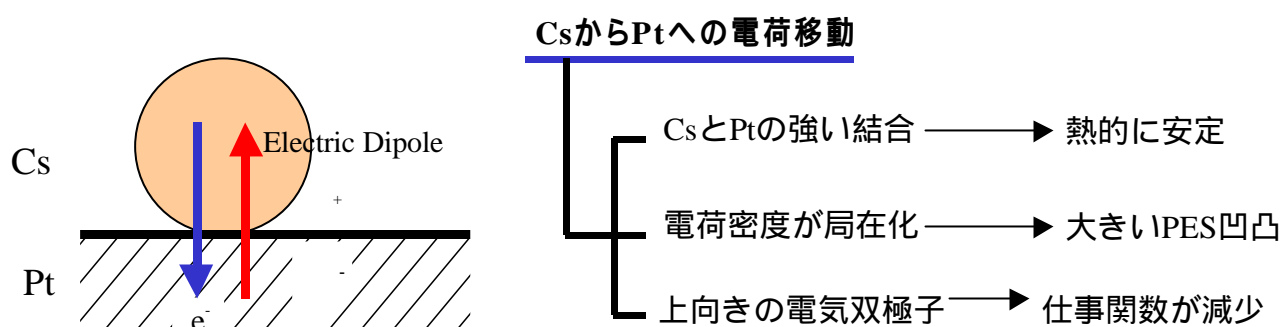 CsからPtへの電荷移動
Electric Dipole
Cs
+
Pt
-
e-
CsとPtの強い結合 熱的に安定
電荷密度が局在化 大きいPES凹凸
上向きの電気双極子 仕事関数が減少